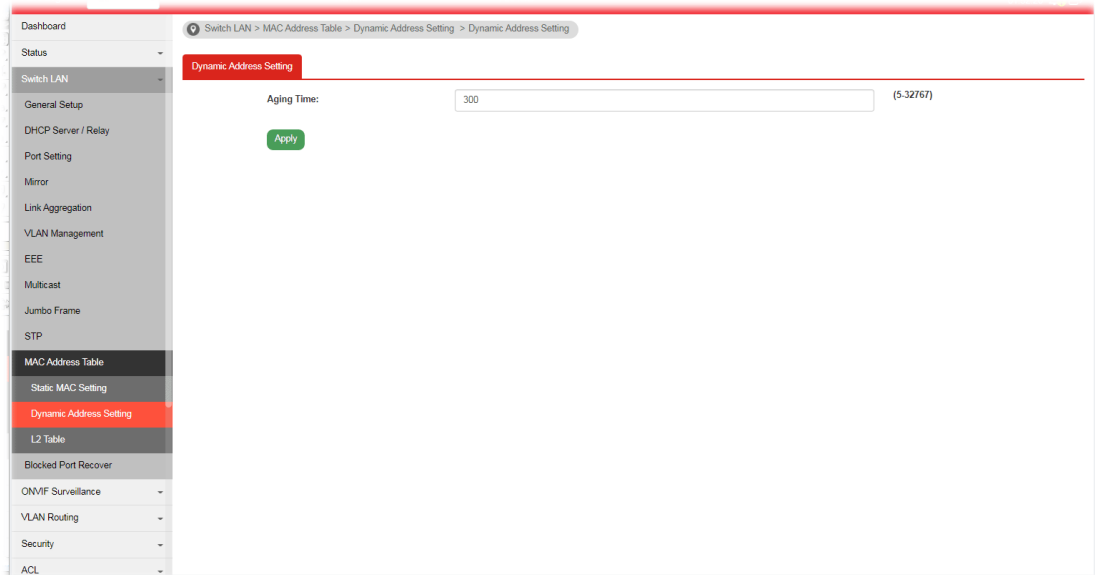 Dashboard
Status
Switch LAN
General Setup
DHCP Server / Relay
Port Setting
Mirror
Link Aggregation
VLAN Management
EEE
Multicast
Jumbo Frame
STP
MAC Address Table
Static MAC Setting
Dynamic Address Setting
L2 Table
Blocked Port Recover
ONVIF Surveillance
VLAN Routing
Security
ACL
Switch LAN > MAC Address Table > Dynamic Address Setting > Dynamic Address Setting
Dynamic Address Setting
Aging Time: 300 (5-32767)
Apply